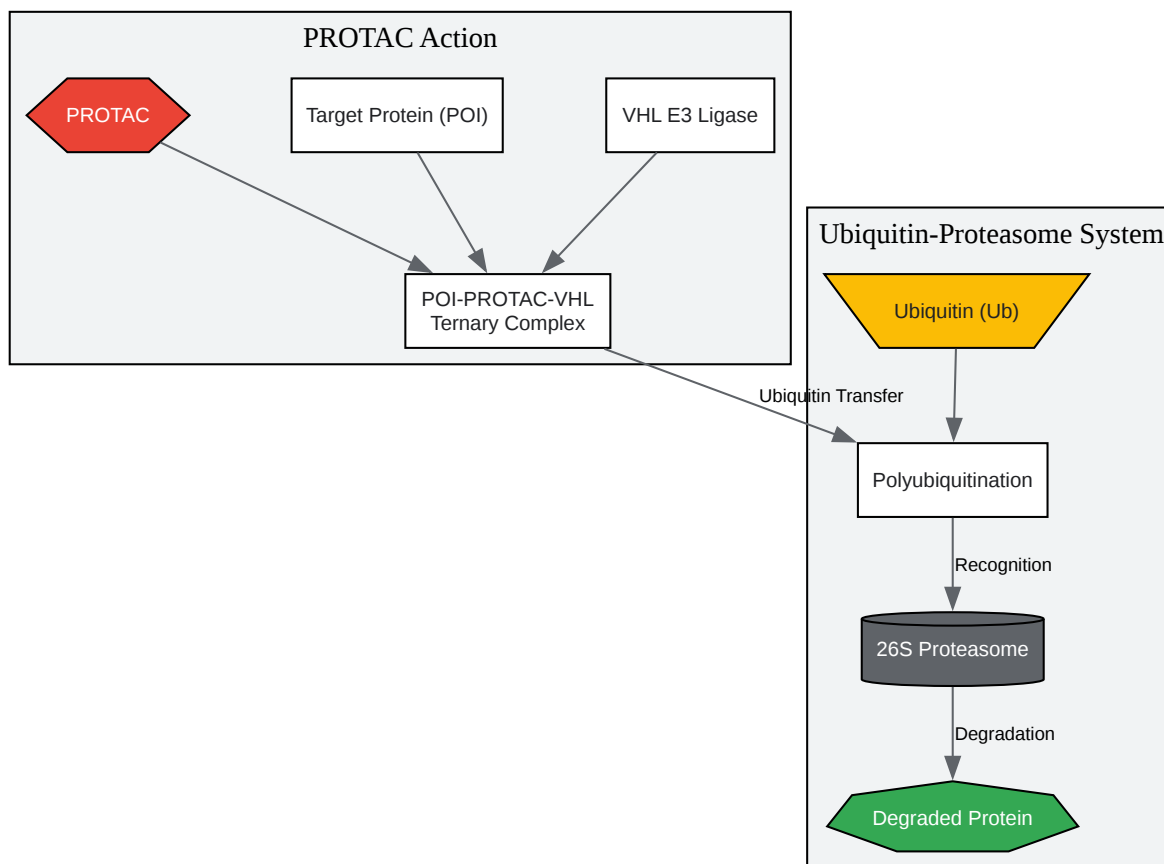 PROTAC Action
PROTAC
Target Protein (POI)
VHL E3 Ligase
POI-PROTAC-VHL
Ternary Complex
Ubiquitin Transfer
Ubiquitin-Proteasome System
Ubiquitin (Ub)
Polyubiquitination
Recognition
26S Proteasome
Degradation
Degraded Protein